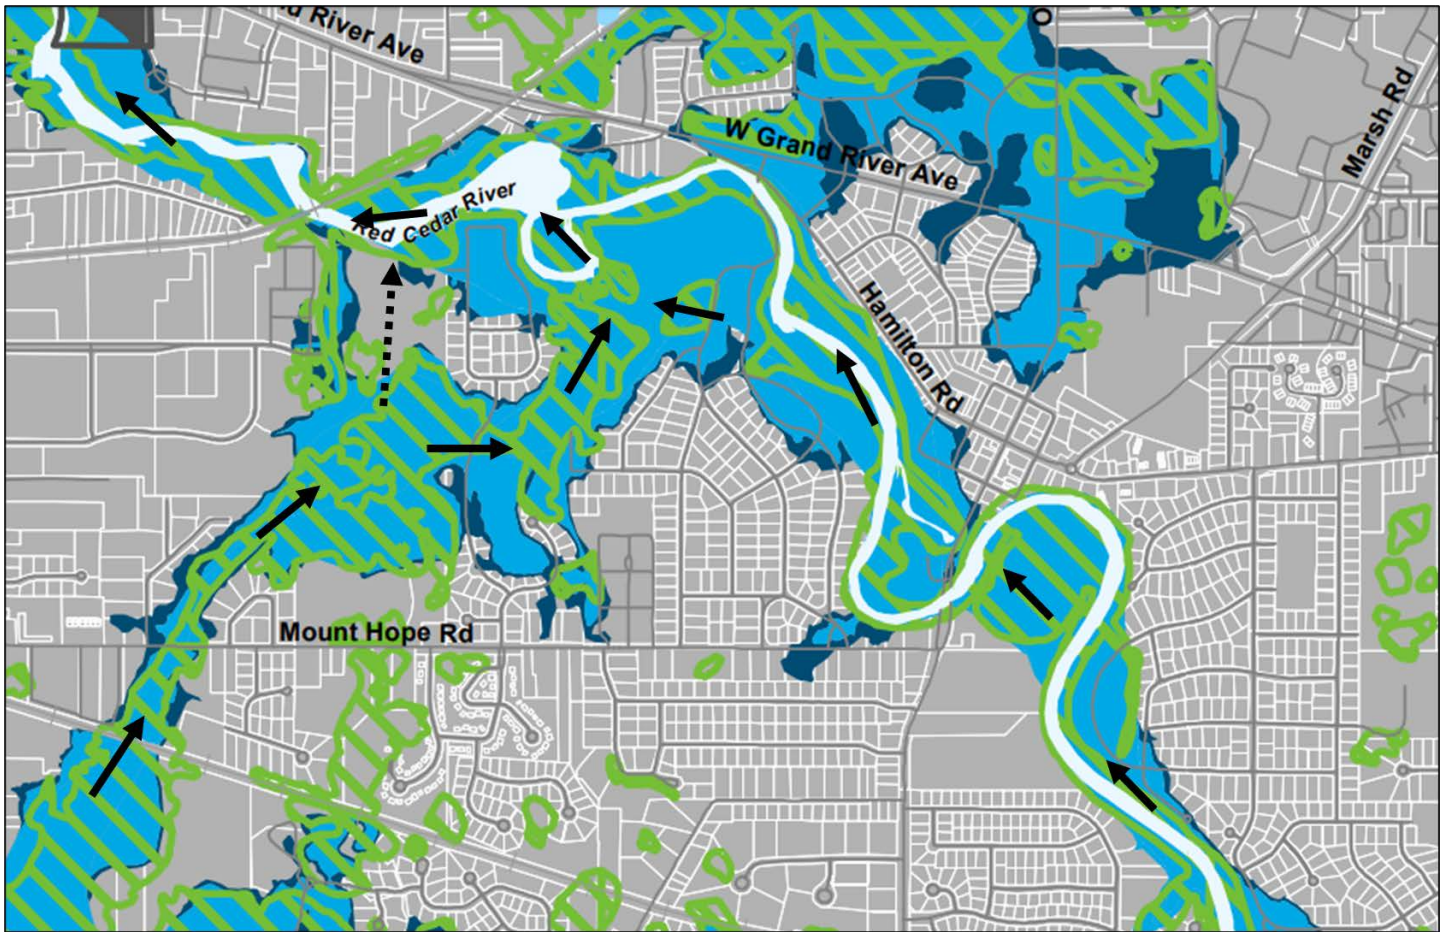 d River Ave
O
W Grand River Ave
Marsh Rd
Red Cedar River
Hamilton Rd
Mount Hope Rd